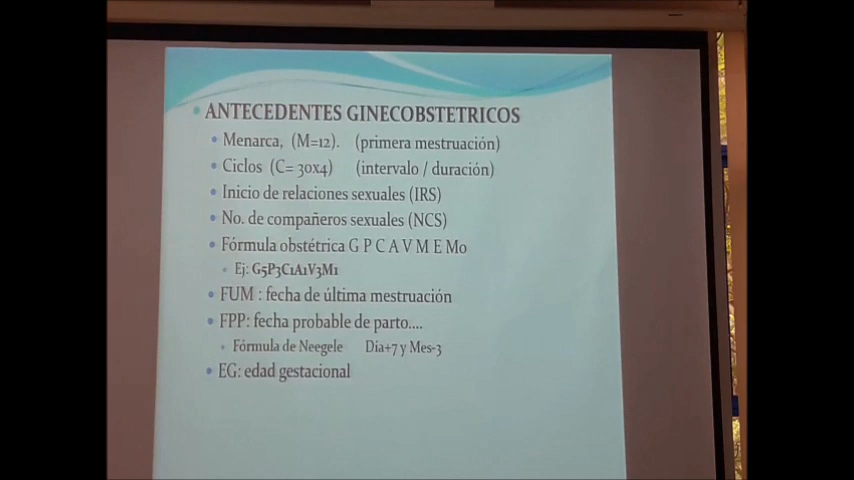 ANTECEDENTES GINECOBSTETRICOS
Menarca, (M=12). (primera mestruación)
Ciclos (C= 30x4) (intervalo / duración)
Inicio de relaciones sexuales (IRS)
No. de compañeros sexuales (NCS)
Fórmula obstétrica G P C A V M E Mo
Ej: G5P3C1A1V3M1
FUM : fecha de última mestruación
FPP: fecha probable de parto....
Fórmula de Neegele Día+7 y Mes-3
EG: edad gestacional